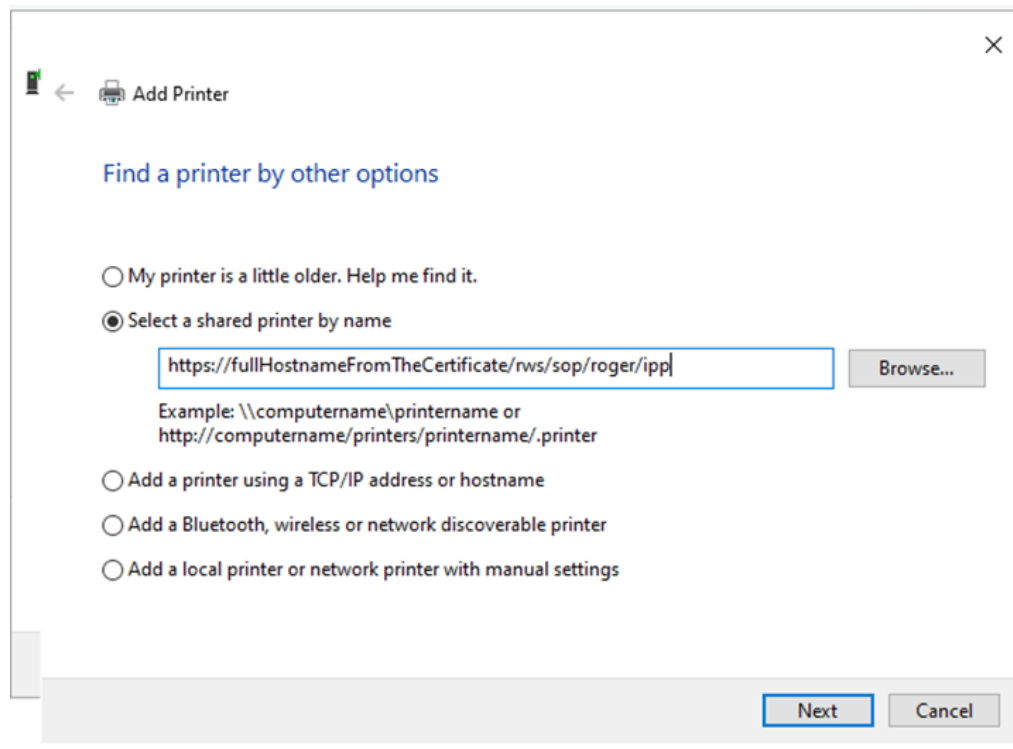 Add Printer
Find a printer by other options
My printer is a little older. Help me find it.
Select a shared printer by name
https://fullHostnameFromTheCertificate/rws/sop/roger/ipp
Browse...
Example: \\computername\printername or
http://computername/printers/printername/.printer
Add a printer using a TCP/IP address or hostname
Add a Bluetooth, wireless or network discoverable printer
Add a local printer or network printer with manual settings
Next
Cancel